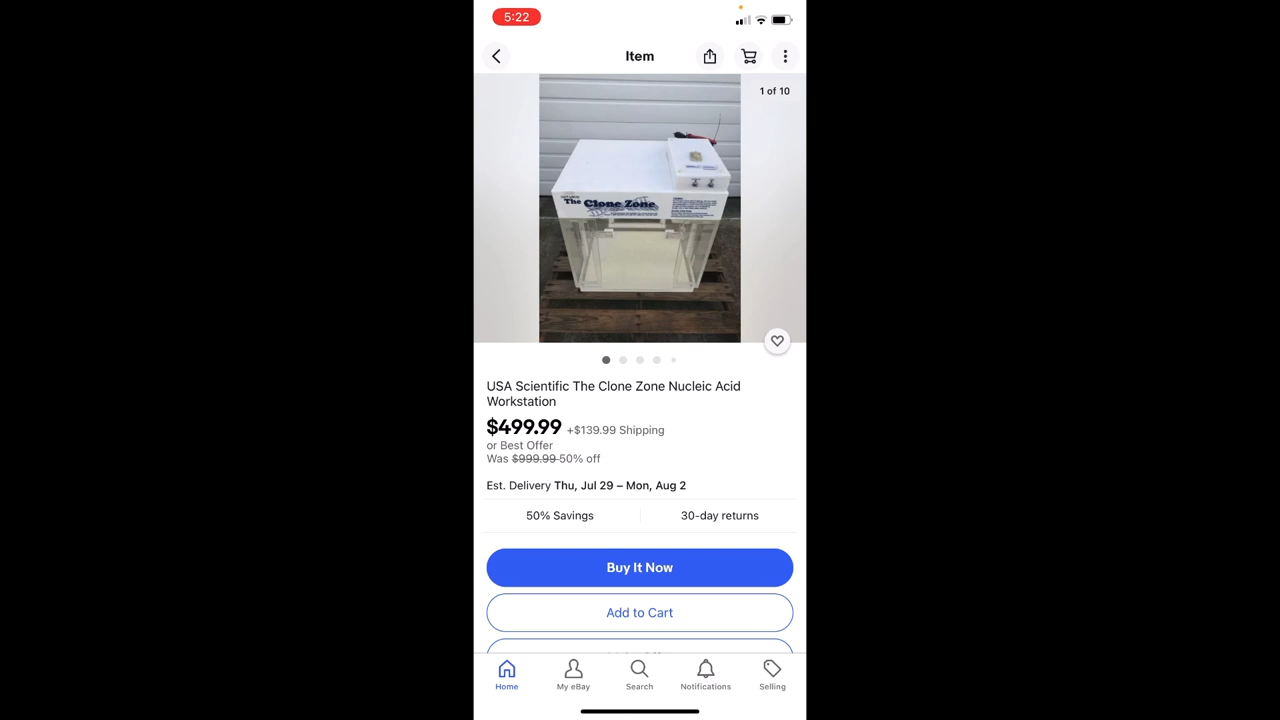 5:22
Item
1 of 10
The Clone Zone
USA Scientific The Clone Zone Nucleic Acid
Workstation
$499.99 +$139.99 Shipping
or Best Offer
Was $999.99 50% off
Est. Delivery Thu, Jul 29 – Mon, Aug 2
50% Savings
30-day returns
Buy It Now
Add to Cart
Home
My eBay
Search
Notifications
Selling